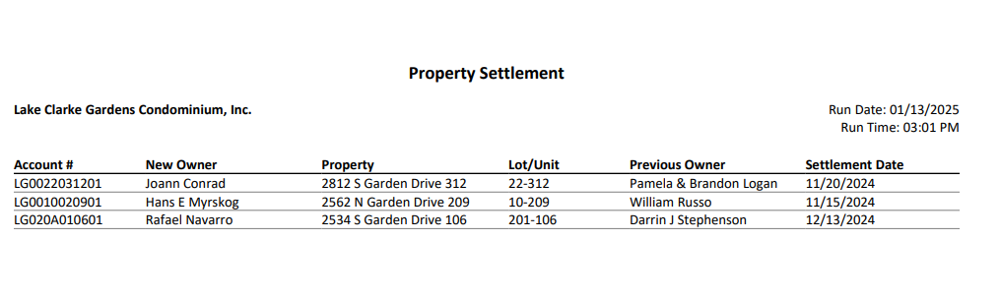 Property Settlement
Lake Clarke Gardens Condominium, Inc. Run Date: 01/13/2025
Run Time: 03:01 PM
Account # New Owner Property Lot/Unit Previous Owner Settlement Date
LG0022031201 Joann Conrad 2812 S Garden Drive 312 22-312 Pamela & Brandon Logan 11/20/2024
LG0010020901 Hans E Myrskog 2562 N Garden Drive 209 10-209 William Russo 11/15/2024
LG020A010601 Rafael Navarro 2534 S Garden Drive 106 201-106 Darrin J Stephenson 12/13/2024